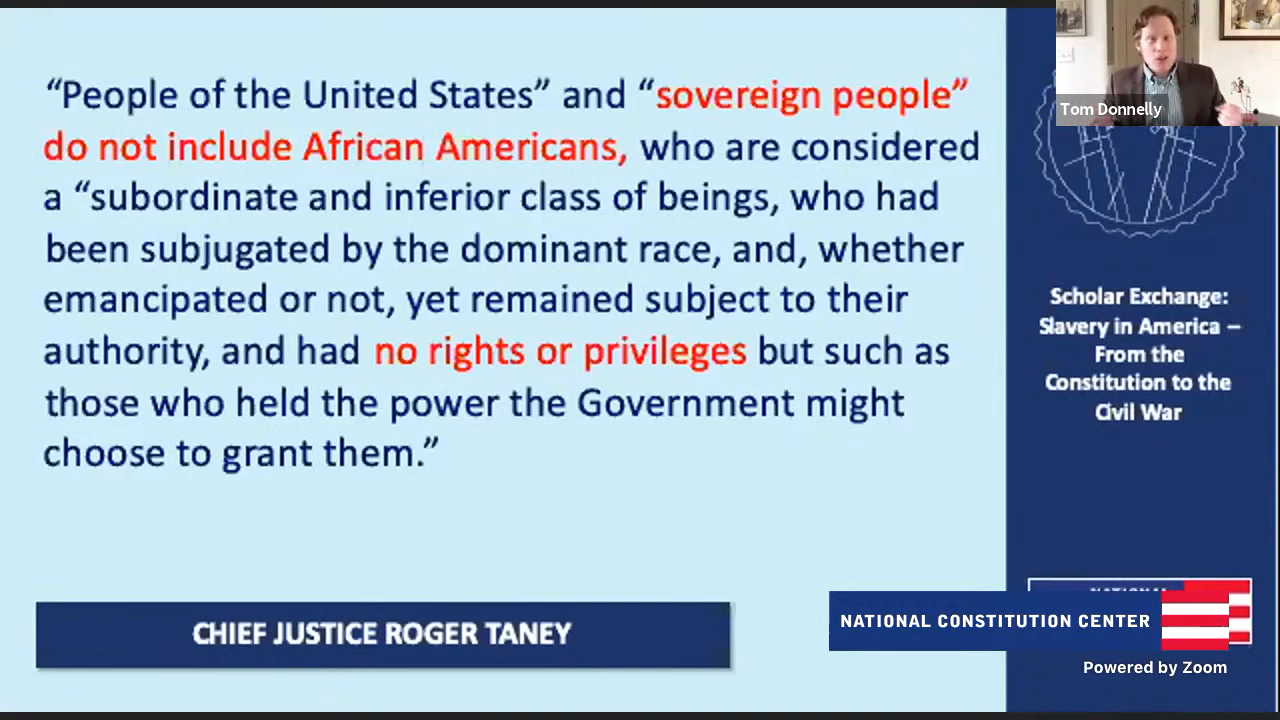 “People of the United States” and “sovereign people”
do not include African Americans, who are considered
a “subordinate and inferior class of beings, who had
been subjugated by the dominant race, and, whether
emancipated or not, yet remained subject to their
authority, and had no rights or privileges but such as
those who held the power the Government might
choose to grant them.”
CHIEF JUSTICE ROGER TANEY
Tom Donnelly
Scholar Exchange:
Slavery in America –
From the
Constitution to the
Civil War
NATIONAL
NATIONAL CONSTITUTION CENTER
Powered by Zoom